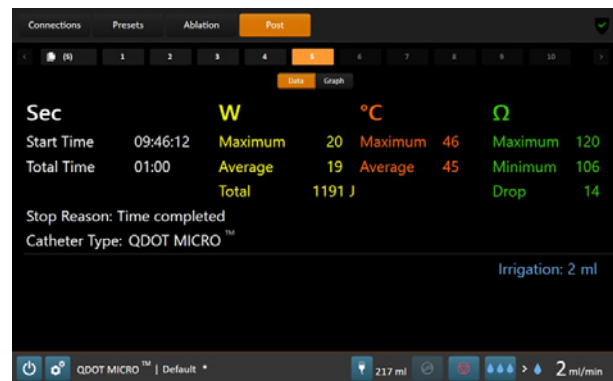 Connections Presets Ablation Post
< (5) 1 2 3 4 5 6 7 8 9 10 >
Data Graph
Sec W °C Ω
Start Time 09:46:12 Maximum 20 Maximum 46 Maximum 120
Total Time 01:00 Average 19 Average 45 Minimum 106
Total 1191 J Drop 14
Stop Reason: Time completed
Catheter Type: QDOT MICRO ™
Irrigation: 2 ml
QDOT MICRO ™ | Default * 217 ml > 2 ml/min